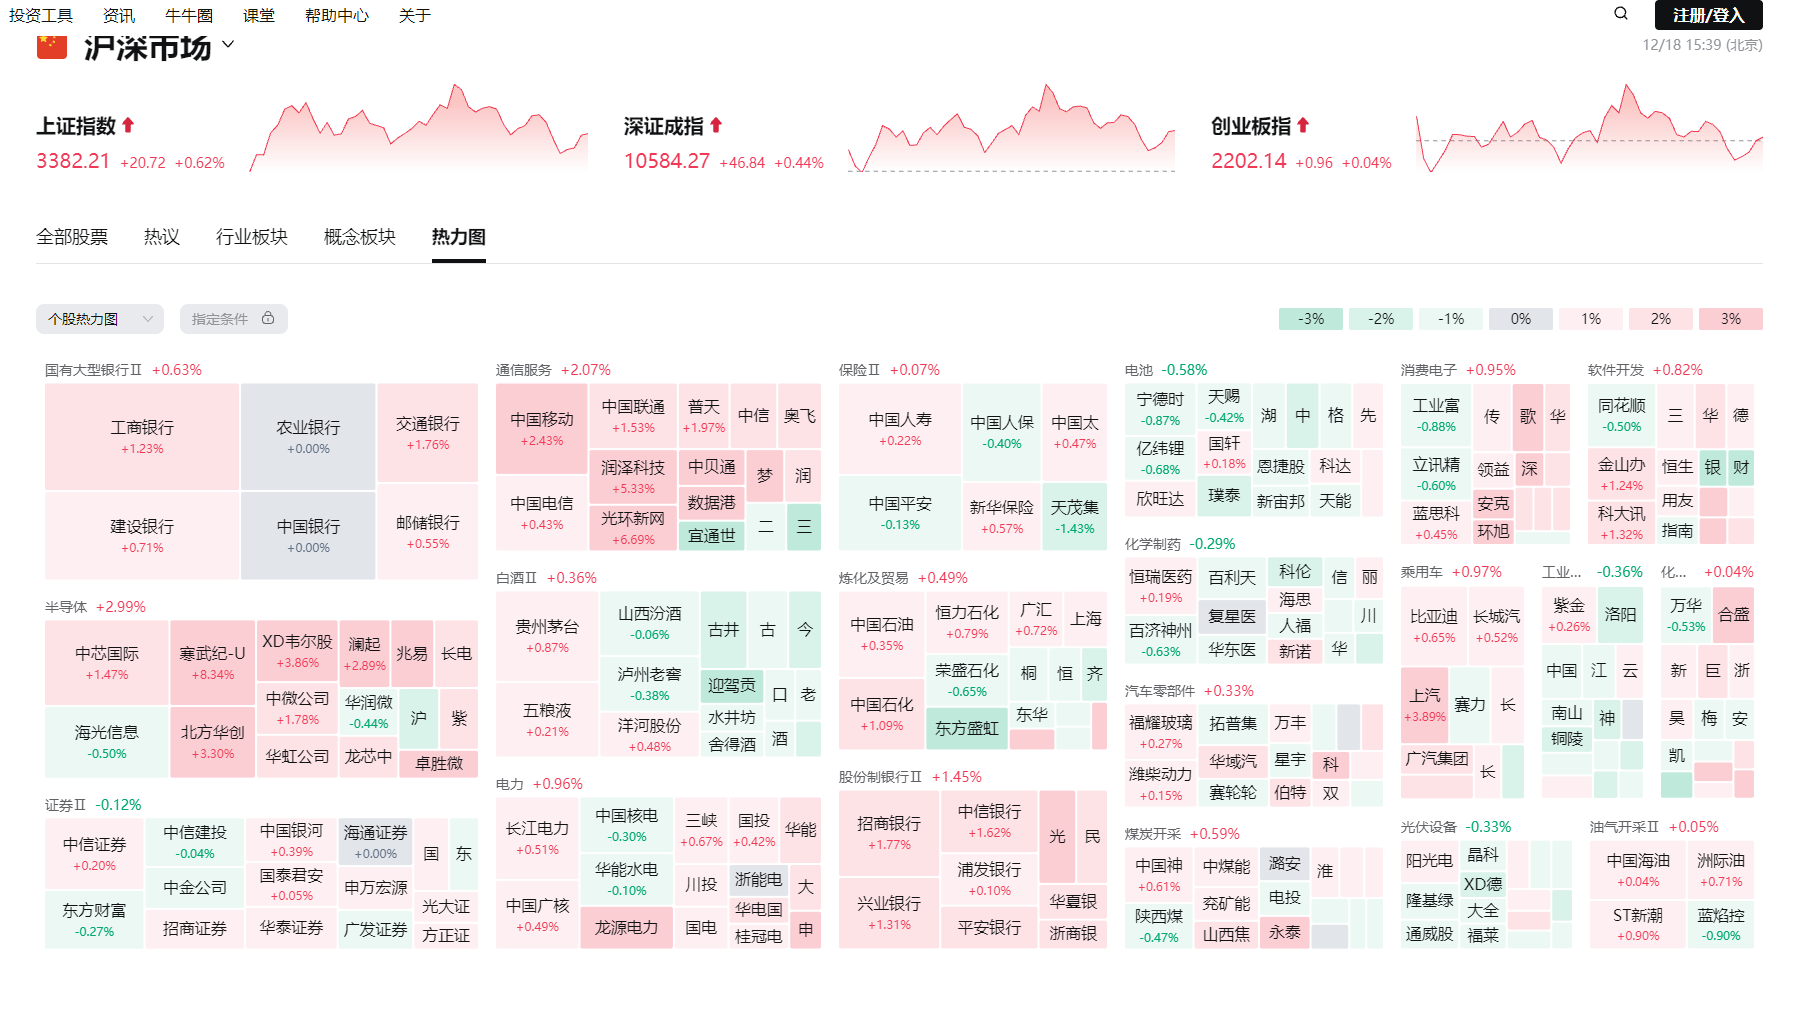 投资工具 资讯 牛牛圈 课堂 帮助中心 关于 注册/登入
沪深市场 12/18 15:39 (北京)
上证指数
3382.21 +20.72 +0.62%
深证成指
10584.27 +46.84 +0.44%
创业板指
2202.14 +0.96 +0.04%
全部股票 热议 行业板块 概念板块 热力图
个股热力图 指定条件 -3% -2% -1% 0% 1% 2% 3%
国有大型银行II +0.63%
工商银行
+1.23%
农业银行
+0.00%
交通银行
+1.76%
建设银行
+0.71%
中国银行
+0.00%
邮储银行
+0.55%
半导体 +2.99%
中芯国际
+1.47%
寒武纪-U
+8.34%
XD韦尔股
+3.86%
澜起
+2.89%
兆易
长电
海光信息
-0.50%
北方华创
+3.30%
中微公司
+1.78%
华润微
-0.44%
沪
紫
华虹公司
龙芯中
卓胜微
证券II -0.12%
中信证券
+0.20%
中信建投
-0.04%
中国银河
+0.39%
海通证券
+0.00%
国
东
东方财富
-0.27%
中金公司
国泰君安
+0.05%
申万宏源
光大证
招商证券
华泰证券
广发证券
方正证
通信服务 +2.07%
中国移动
+2.43%
中国联通
+1.53%
普天
+1.97%
中信
奥飞
中国电信
+0.43%
润泽科技
+5.33%
中贝通
梦
润
数据港
光环新网
+6.69%
宜通世
二
三
白酒II +0.36%
贵州茅台
+0.87%
山西汾酒
-0.06%
古井
古
今
五粮液
+0.21%
泸州老窖
-0.38%
迎驾贡
口
老
洋河股份
+0.48%
水井坊
舍得酒
酒
电力 +0.96%
长江电力
+0.51%
中国核电
-0.30%
三峡
+0.67%
国投
+0.42%
华能
中国广核
+0.49%
华能水电
-0.10%
川投
浙能电
大
龙源电力
国电
华电国
桂冠电
申
保险II +0.07%
中国人寿
+0.22%
中国人保
-0.40%
中国太
+0.47%
中国平安
-0.13%
新华保险
+0.57%
天茂集
-1.43%
炼化及贸易 +0.49%
中国石油
+0.35%
恒力石化
+0.79%
广汇
+0.72%
上海
中国石化
+1.09%
荣盛石化
-0.65%
桐
恒
齐
东方盛虹
东华
股份制银行II +1.45%
招商银行
+1.77%
中信银行
+1.62%
光
民
兴业银行
+1.31%
浦发银行
+0.10%
华夏银
平安银行
浙商银
电池 -0.58%
宁德时
-0.87%
天赐
-0.42%
湖
中
格
先
亿纬锂
-0.68%
国轩
+0.18%
恩捷股
科达
欣旺达
璞泰
新宙邦
天能
化学制药 -0.29%
恒瑞医药
+0.19%
百利天
科伦
信
丽
复星医
海思
川
百济神州
-0.63%
人福
华东医
新诺
华
汽车零部件 +0.33%
福耀玻璃
+0.27%
拓普集
万丰
华域汽
星宇
科
潍柴动力
+0.15%
赛轮轮
伯特
双
煤炭开采 +0.59%
中国神
+0.61%
中煤能
潞安
淮
陕西煤
-0.47%
兖矿能
电投
山西焦
永泰
消费电子 +0.95%
工业富
-0.88%
传
歌
华
立讯精
-0.60%
领益
深
蓝思科
+0.45%
安克
环旭
软件开发 +0.82%
同花顺
-0.50%
三
华
德
金山办
+1.24%
恒生
银
财
科大讯
+1.32%
用友
指南
乘用车 +0.97%
比亚迪
+0.65%
长城汽
+0.52%
上汽
+3.89%
赛力
长
广汽集团
长
工业... -0.36%
紫金
+0.26%
洛阳
中国
江
云
南山
神
铜陵
化... +0.04%
万华
-0.53%
合盛
新
巨
浙
昊
梅
安
凯
光伏设备 -0.33%
阳光电
晶科
隆基绿
XD德
大全
通威股
福莱
油气开采II +0.05%
中国海油
+0.04%
洲际油
+0.71%
ST新潮
+0.90%
蓝焰控
-0.90%